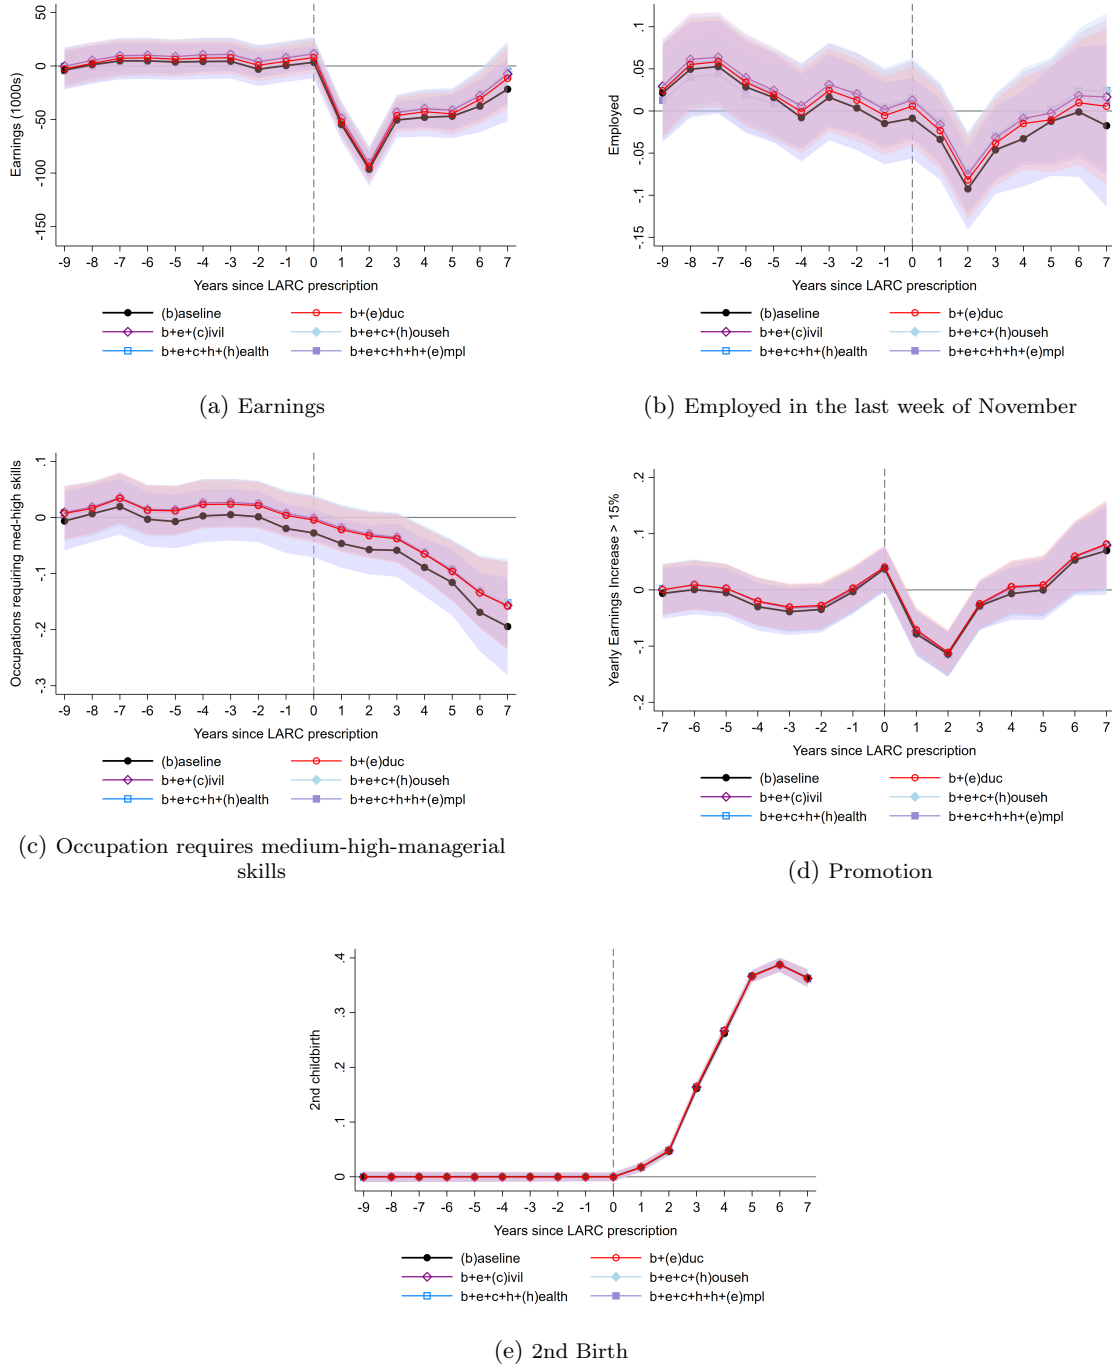 50
0
-50
-100
-150
Earnings (1000s)
-9 -8 -7 -6 -5 -4 -3 -2 -1 0 1 2 3 4 5 6 7
Years since LARC prescription
(b)aseline b+(e)duc
b+e+(c)ivil b+e+c+(h)ouseh
b+e+c+h+(h)ealth b+e+c+h+h+(e)mpl
(a) Earnings
.1
.05
0
-.05
-.1
-.15
Employed
-9 -8 -7 -6 -5 -4 -3 -2 -1 0 1 2 3 4 5 6 7
Years since LARC prescription
(b)aseline b+(e)duc
b+e+(c)ivil b+e+c+(h)ouseh
b+e+c+h+(h)ealth b+e+c+h+h+(e)mpl
(b) Employed in the last week of November
.1
0
-.1
-.2
-.3
Occupations requiring med-high skills
-9 -8 -7 -6 -5 -4 -3 -2 -1 0 1 2 3 4 5 6 7
Years since LARC prescription
(b)aseline b+(e)duc
b+e+(c)ivil b+e+c+(h)ouseh
b+e+c+h+(h)ealth b+e+c+h+h+(e)mpl
(c) Occupation requires medium-high-managerial
skills
.2
.1
0
-.1
-.2
Yearly Earnings Increase > 15%
-7 -6 -5 -4 -3 -2 -1 0 1 2 3 4 5 6 7
Years since LARC prescription
(b)aseline b+(e)duc
b+e+(c)ivil b+e+c+(h)ouseh
b+e+c+h+(h)ealth b+e+c+h+h+(e)mpl
(d) Promotion
.4
.3
.2
.1
0
2nd childbirth
-9 -8 -7 -6 -5 -4 -3 -2 -1 0 1 2 3 4 5 6 7
Years since LARC prescription
(b)aseline b+(e)duc
b+e+(c)ivil b+e+c+(h)ouseh
b+e+c+h+(h)ealth b+e+c+h+h+(e)mpl
(e) 2nd Birth